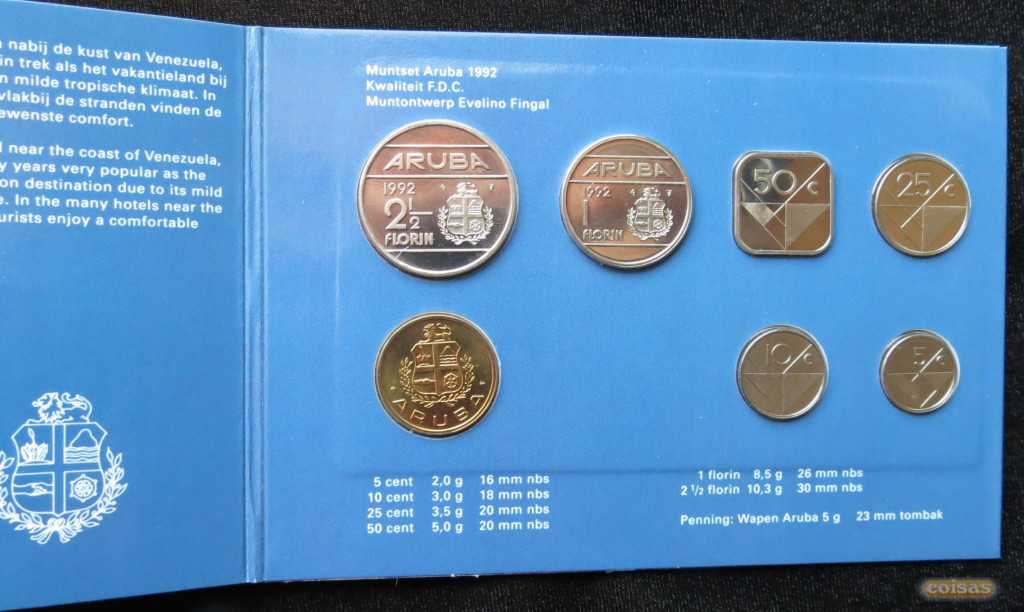 nabij de kust van Venezuela,
in trek als het vakantieland bij
n milde tropische klimaat. In
vlakbij de stranden vinden de
ewenste comfort.
near the coast of Venezuela,
y years very popular as the
on destination due to its mild
e. In the many hotels near the
urists enjoy a comfortable
Muntset Aruba 1992
Kwaliteit F.D.C.
Muntontwerp Evelino Fingal
ARUBA
1992
2 1/2
FLORIN
ARUBA
1992
1
FLORIN
50 c
25 c
ARUBA
10 c
5 c
5 cent 2,0 g 16 mm nbs
10 cent 3,0 g 18 mm nbs
25 cent 3,5 g 20 mm nbs
50 cent 5,0 g 20 mm nbs
1 florin 8,5 g 26 mm nbs
2 1/2 florin 10,3 g 30 mm nbs
Penning: Wapen Aruba 5 g 23 mm tombak
coisas